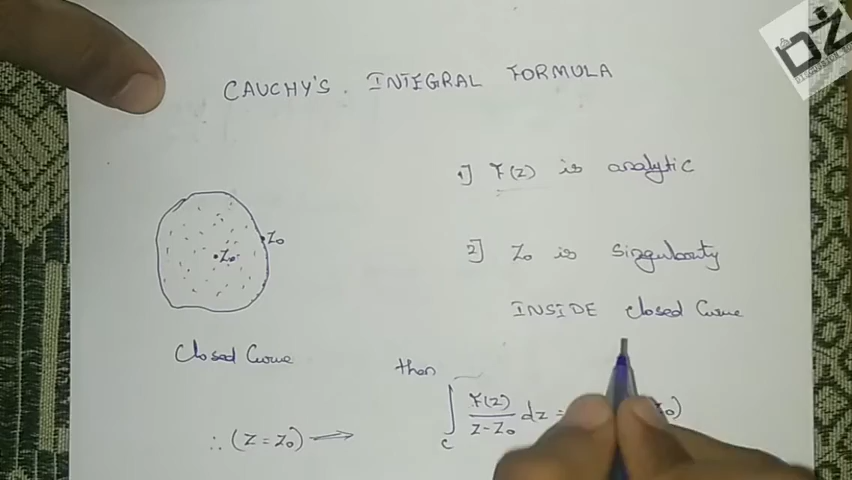 CAUCHY'S . INTEGRAL FORMULA
1] F(z) is analytic
2] Z₀ is singularity
INSIDE closed curve
Z₀
Z₀
closed curve
then
∫ F(z)/z-z₀ dz =
c
∴ (z = z₀)
DZ